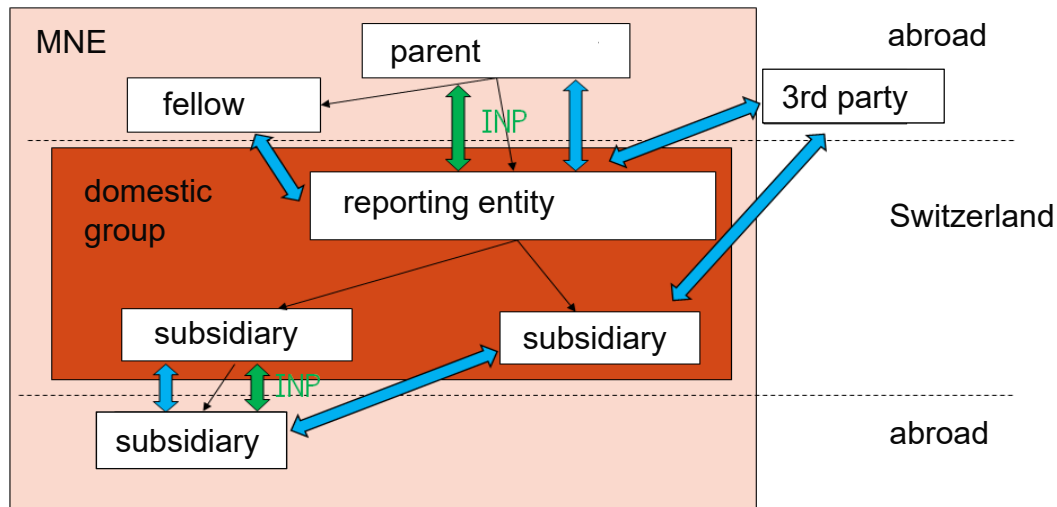 MNE
parent
abroad
fellow
INP
3rd party
domestic
group
reporting entity
Switzerland
subsidiary
subsidiary
INP
subsidiary
abroad